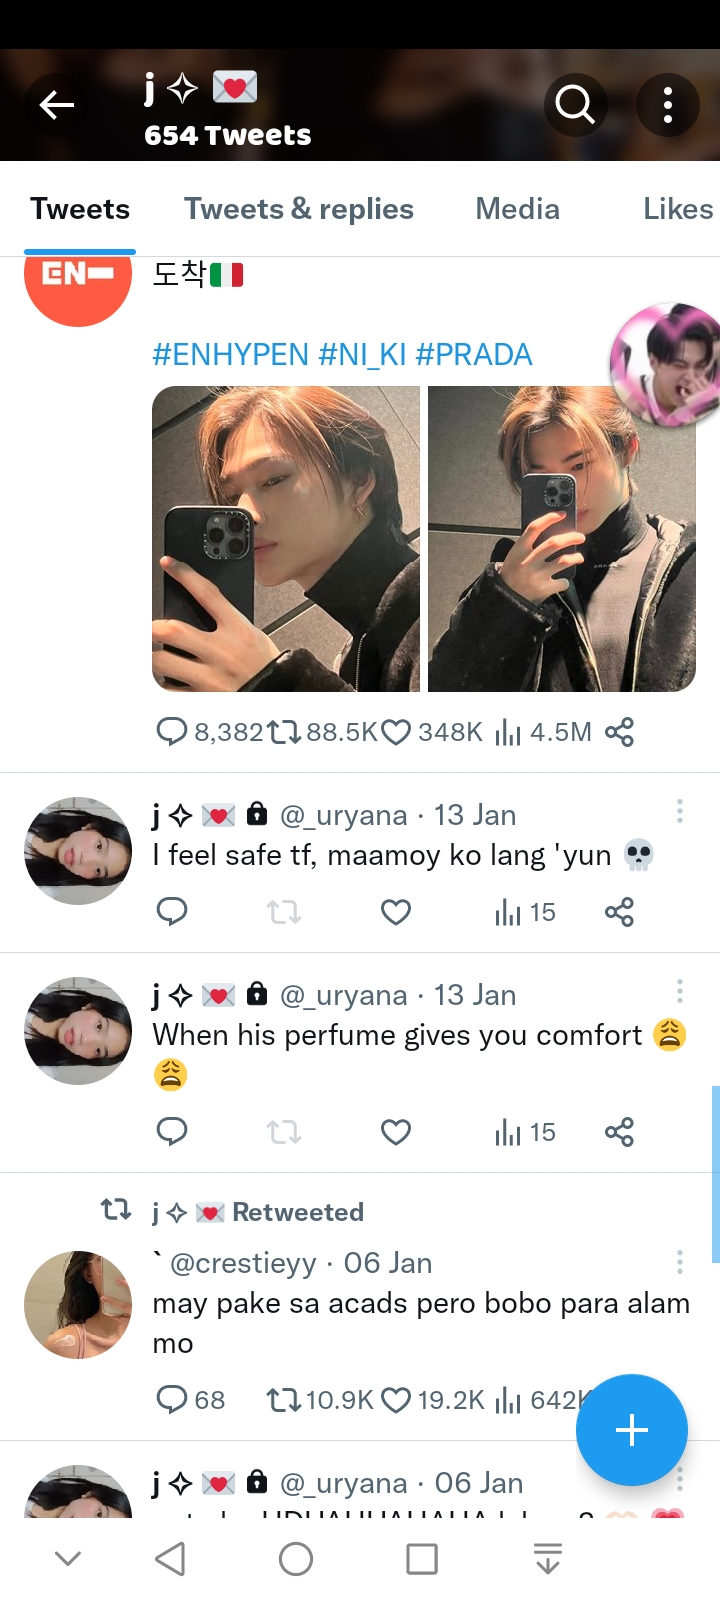 j ✧ 💌
654 Tweets
Tweets Tweets & replies Media Likes
EN-
도착🇮🇹
#ENHYPEN #NI_KI #PRADA
8,382 88.5K 348K 4.5M
j ✧ 💌 🔒 @_uryana · 13 Jan
I feel safe tf, maamoy ko lang 'yun 💀
15
j ✧ 💌 🔒 @_uryana · 13 Jan
When his perfume gives you comfort 😩
😩
15
j ✧ 💌 Retweeted
` @crestieyy · 06 Jan
may pake sa acads pero bobo para alam
mo
68 10.9K 19.2K 642K
j ✧ 💌 🔒 @_uryana · 06 Jan